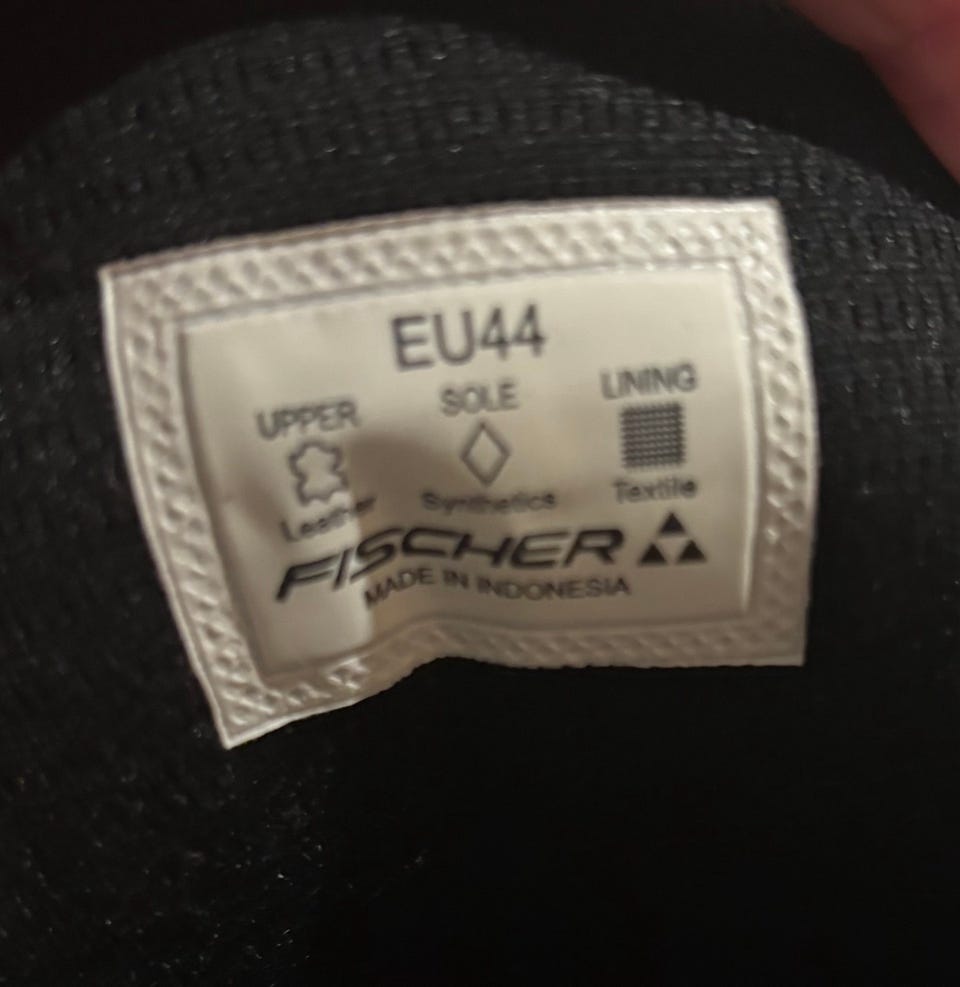 EU44
UPPER SOLE LINING
Leather Synthetics Textile
FISCHER
MADE IN INDONESIA